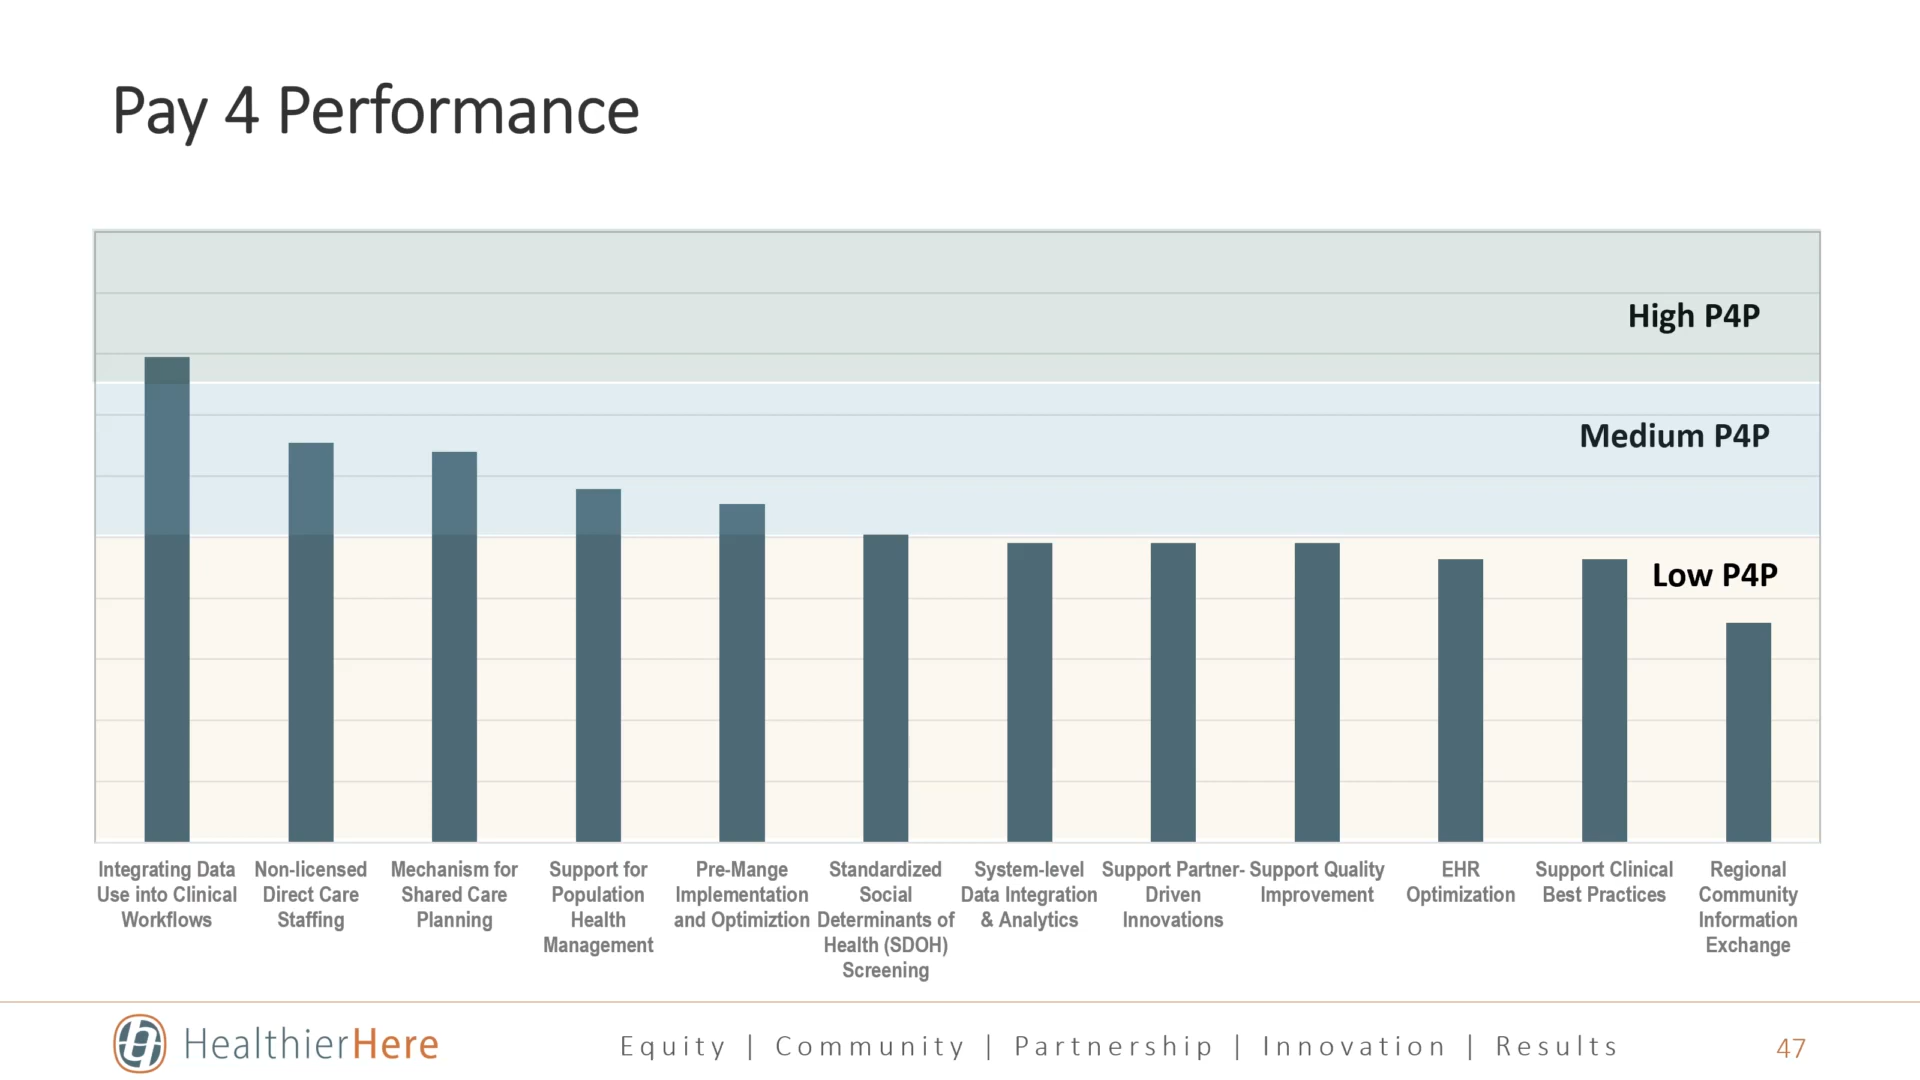 Pay 4 Performance
High P4P
Medium P4P
Low P4P
Integrating Data
Use into Clinical
Workflows
Non-licensed
Direct Care
Staffing
Mechanism for
Shared Care
Planning
Support for
Population
Health
Management
Pre-Mange
Implementation
and Optimiztion
Standardized
Social
Determinants of
Health (SDOH)
Screening
System-level
Data Integration
& Analytics
Support Partner-
Driven
Innovations
Support Quality
Improvement
EHR
Optimization
Support Clinical
Best Practices
Regional
Community
Information
Exchange
HealthierHere
Equity | Community | Partnership | Innovation | Results
47